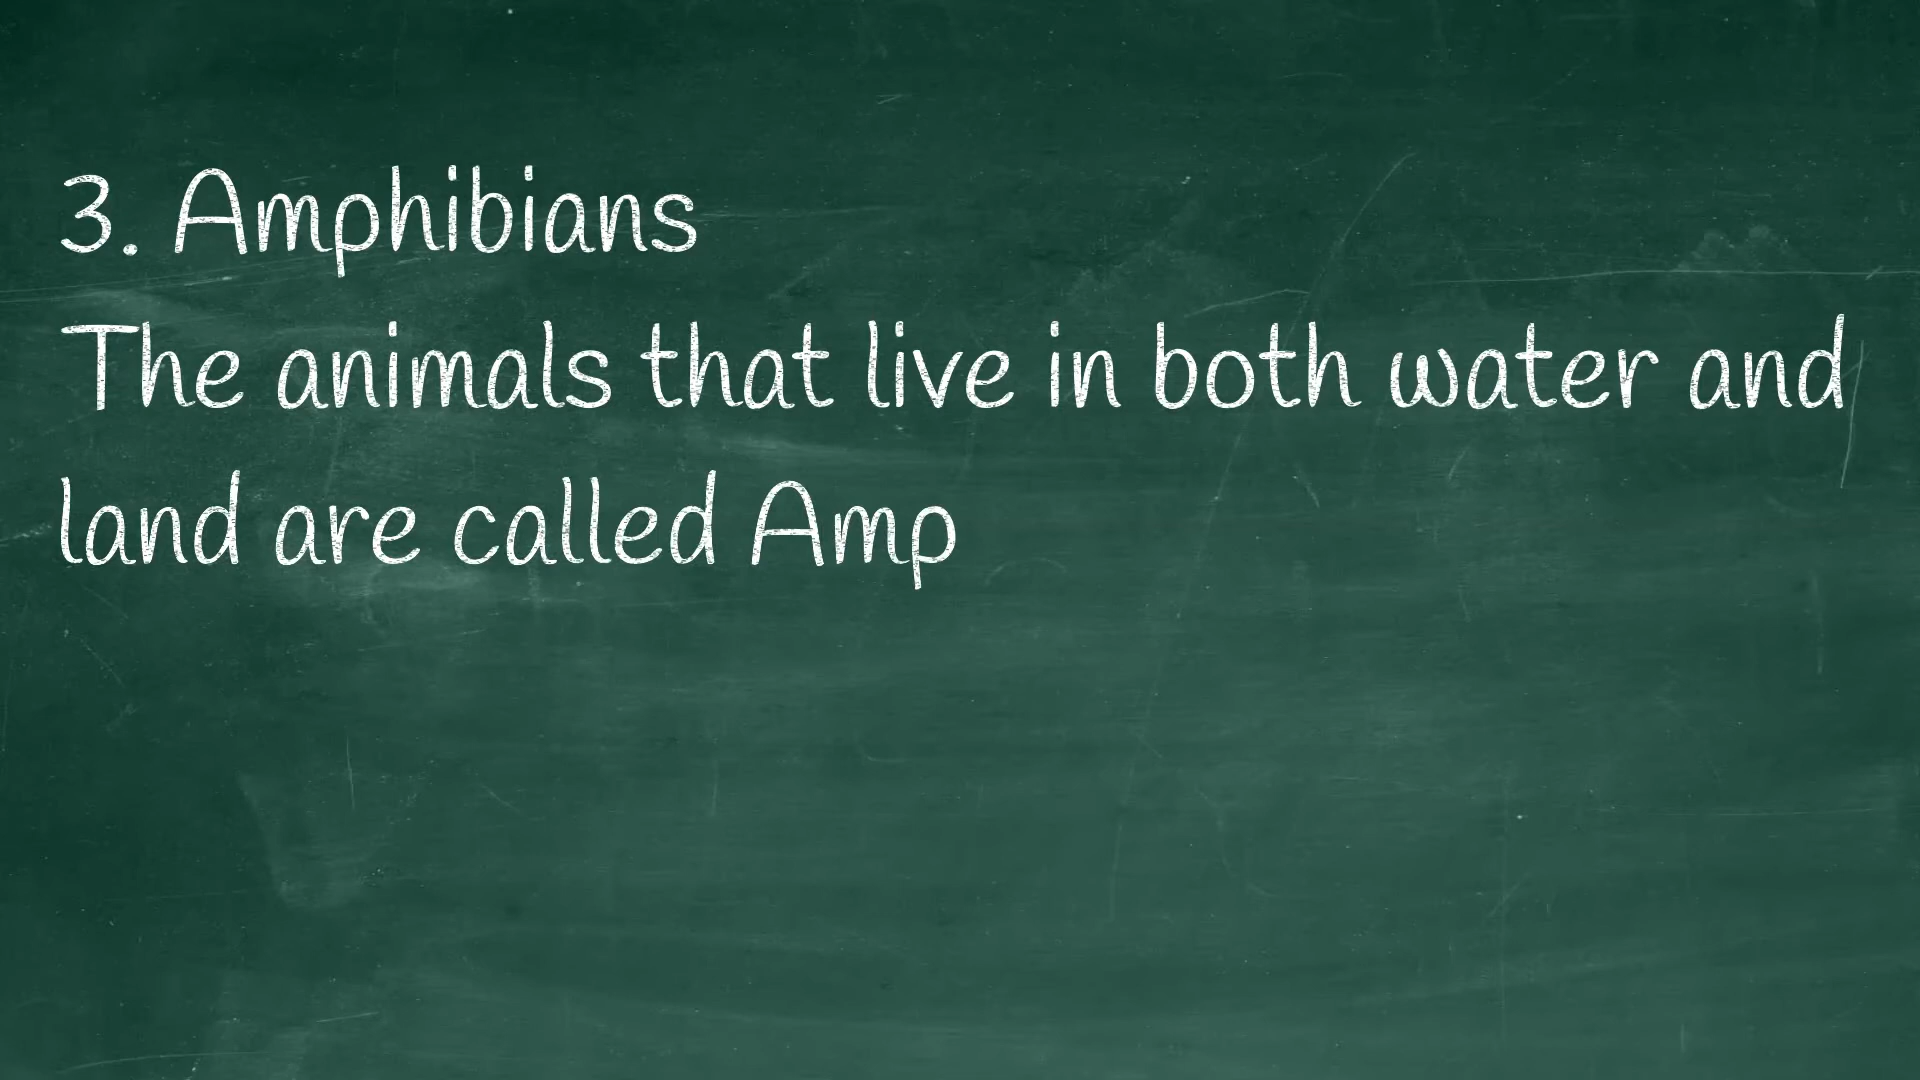 3. Amphibians
The animals that live in both water and
land are called Amp